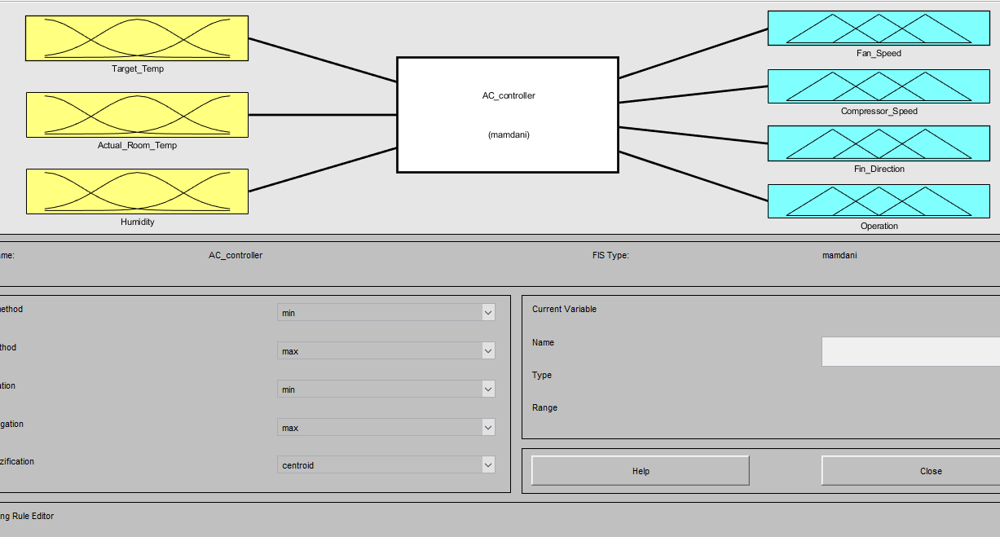 Target_Temp
Actual_Room_Temp
Humidity
AC_controller
(mamdani)
Fan_Speed
Compressor_Speed
Fin_Direction
Operation
me: AC_controller FIS Type: mamdani
ethod min
thod max
tion min
gation max
zification centroid
Current Variable
Name
Type
Range
Help Close
ng Rule Editor